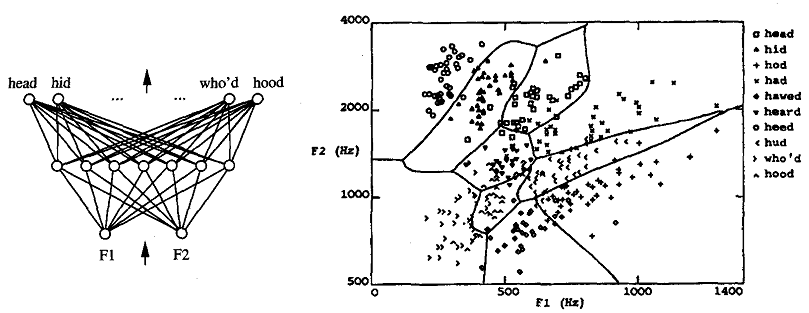 head hid ... ... who'd hood
F1 F2
4000
2000
F2 (Hz)
1000
500
0 500 1000 1400
F1 (Hz)
head
hid
hod
had
hawed
heard
heed
hud
who'd
hood